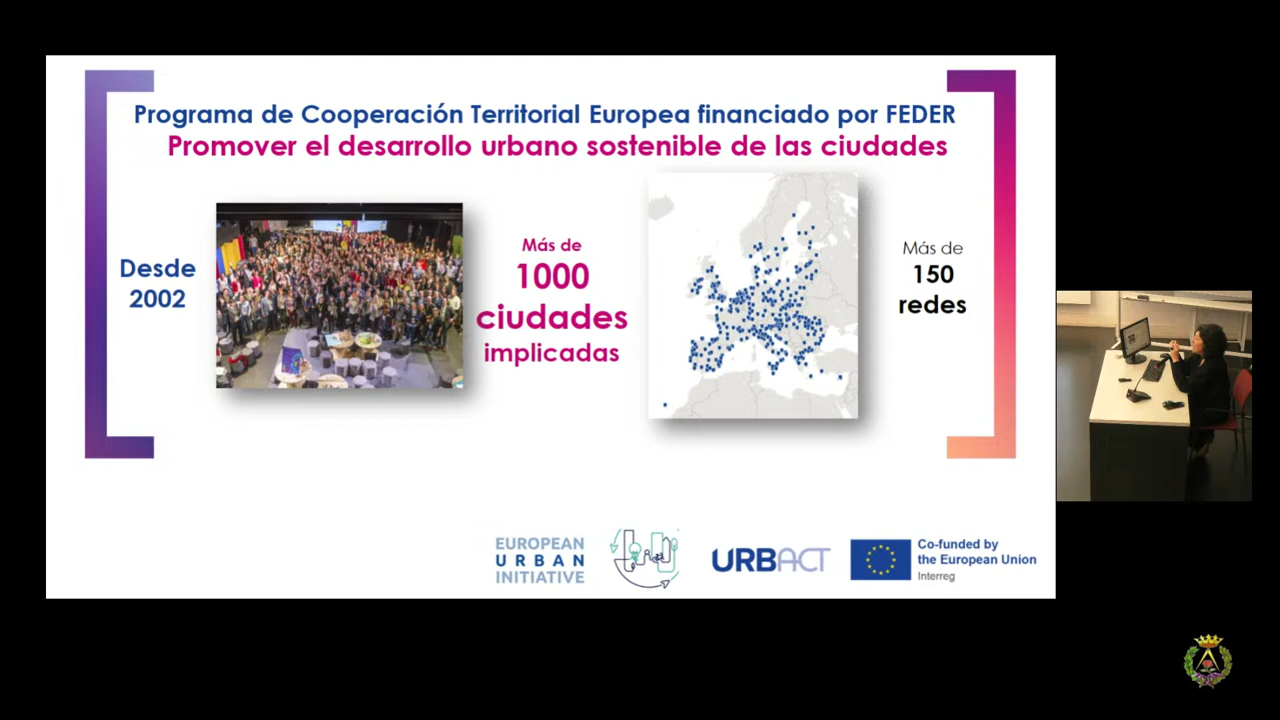 Programa de Cooperación Territorial Europea financiado por FEDER
Promover el desarrollo urbano sostenible de las ciudades
Desde
2002
Más de
1000
ciudades
implicadas
Más de
150
redes
EUROPEAN
URBAN
INITIATIVE
URBACT
Co-funded by
the European Union
Interreg